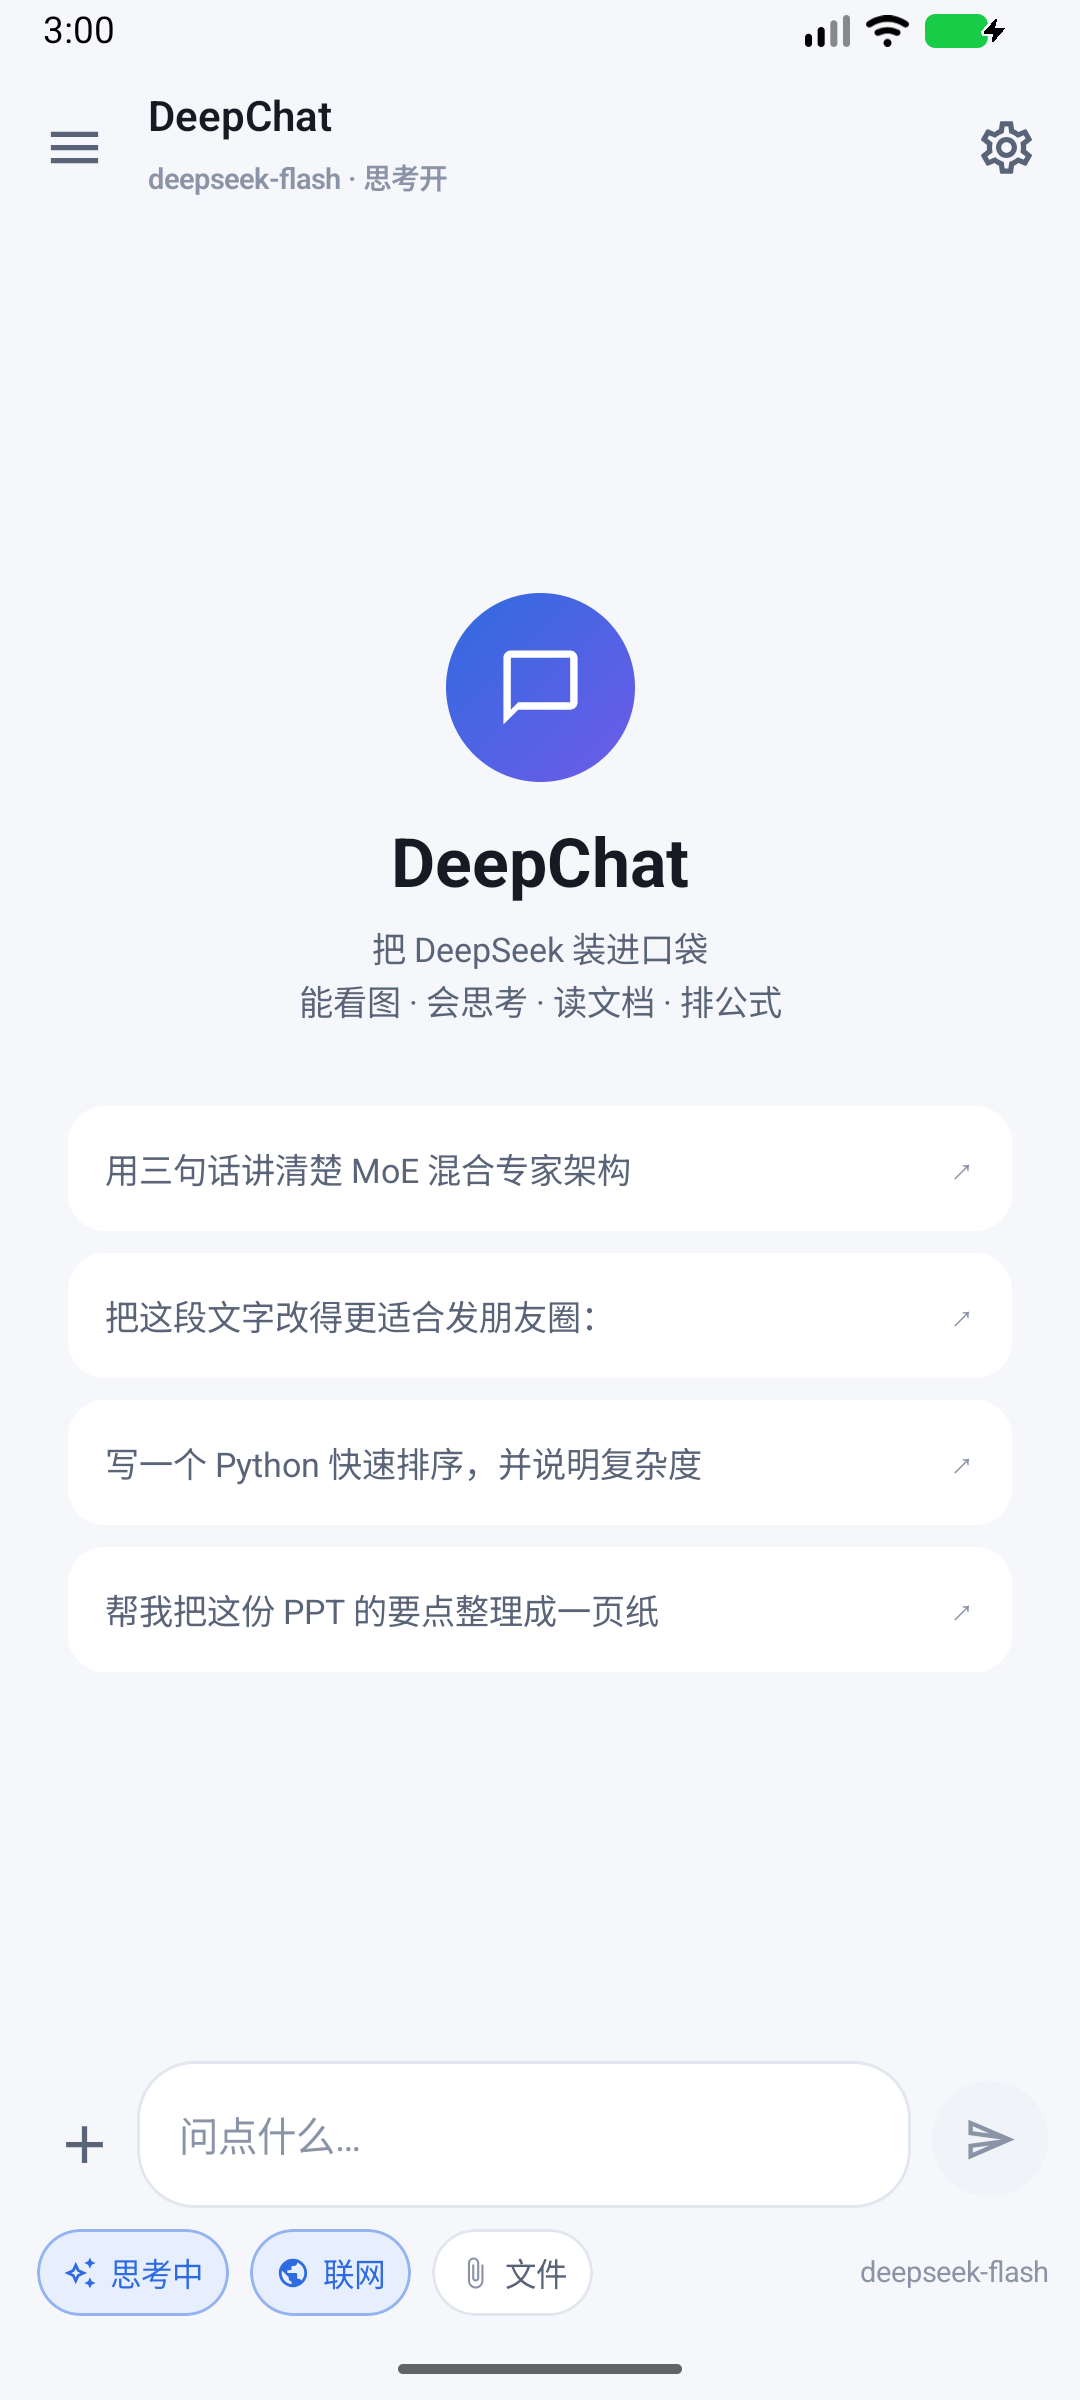 3:00
DeepChat
deepseek-flash · 思考开
DeepChat
把 DeepSeek 装进口袋
能看图 · 会思考 · 读文档 · 排公式
用三句话讲清楚 MoE 混合专家架构
把这段文字改得更适合发朋友圈：
写一个 Python 快速排序，并说明复杂度
帮我把这份 PPT 的要点整理成一页纸
问点什么…
思考中
联网
文件
deepseek-flash